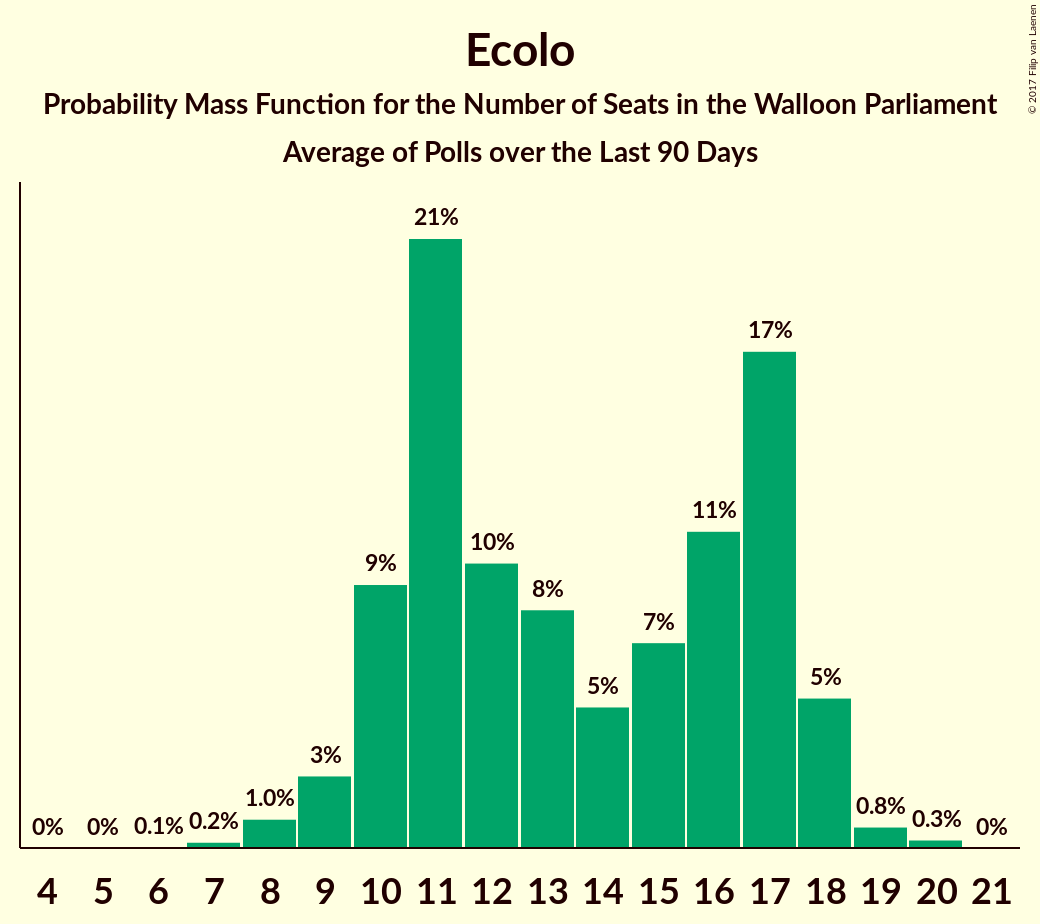 Ecolo
Probability Mass Function for the Number of Seats in the Walloon Parliament
Average of Polls over the Last 90 Days
© 2017 Filip van Laenen
0% 0% 0.1% 0.2% 1.0% 3% 9% 21% 10% 8% 5% 7% 11% 17% 5% 0.8% 0.3% 0%
4 5 6 7 8 9 10 11 12 13 14 15 16 17 18 19 20 21